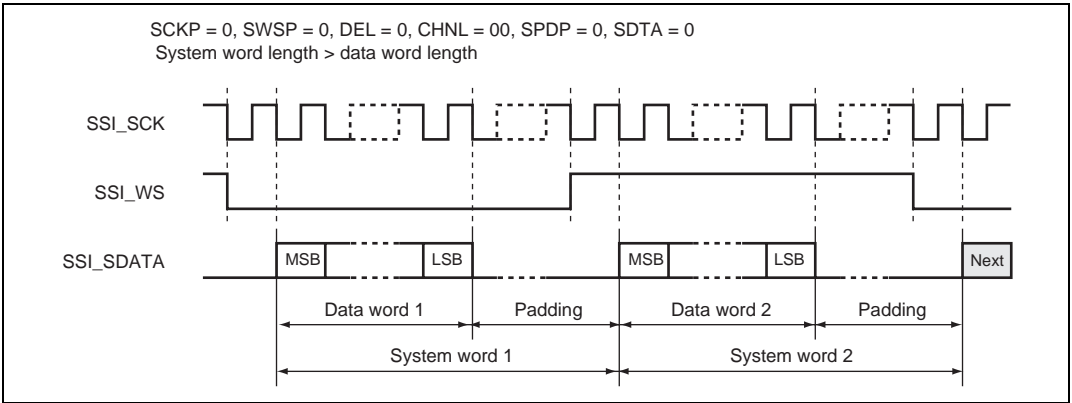 SCKP = 0, SWSP = 0, DEL = 0, CHNL = 00, SPDP = 0, SDTA = 0
System word length > data word length
SSI_SCK
SSI_WS
SSI_SDATA
MSB
LSB
MSB
LSB
Next
Data word 1
Padding
Data word 2
Padding
System word 1
System word 2